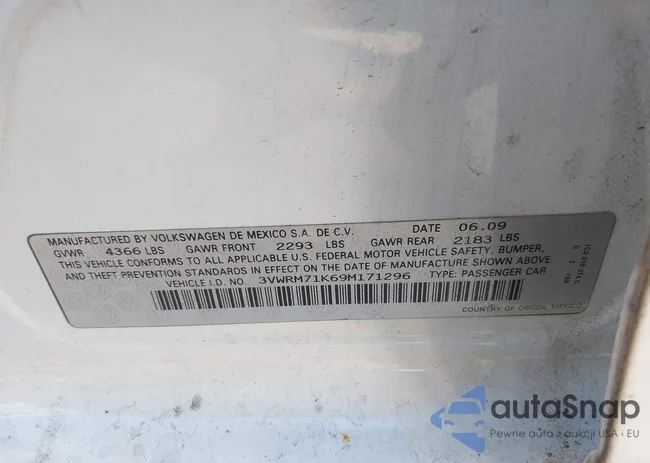 MANUFACTURED BY VOLKSWAGEN DE MEXICO S.A. DE C.V. DATE 06.09
GVWR 4366 LBS GAWR FRONT 2293 LBS GAWR REAR 2183 LBS
THIS VEHICLE CONFORMS TO ALL APPLICABLE U.S. FEDERAL MOTOR VEHICLE SAFETY, BUMPER,
AND THEFT PREVENTION STANDARDS IN EFFECT ON THE DATE OF MANUFACTURE SHOWN ABOVE.
VEHICLE I.D. NO. 3VWRM71K69M171296 TYPE: PASSENGER CAR
COUNTRY OF ORIGIN, MEXICO
autaSnap
Pewne auta z aukcji USA i EU